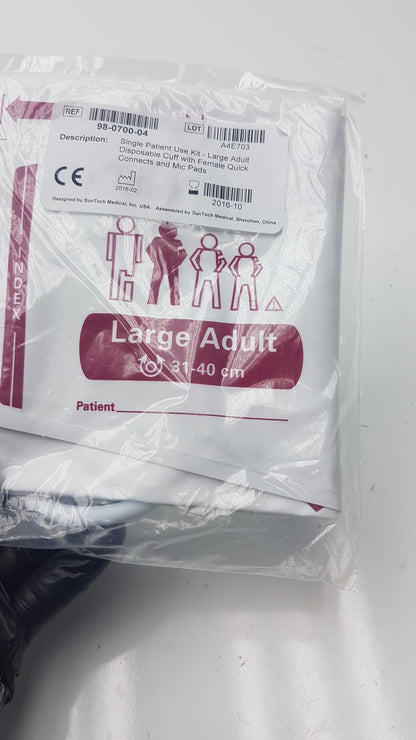 REF 98-0700-04 LOT A4E703
Description: Single Patient Use Kit - Large Adult
Disposable Cuff with Female Quick
Connects and Mic Pads
CE 2016-02 2016-10
Designed by SunTech Medical, Inc. USA Assembled by SunTech Medical, Shenzhen, China
INDEX
Large Adult
31-40 cm
Patient